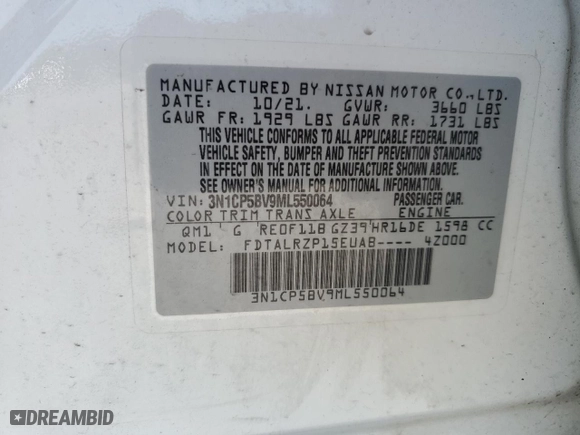 MANUFACTURED BY NISSAN MOTOR CO., LTD.
DATE: 10/21. GVWR: 3660 LBS
GAWR FR: 1929 LBS GAWR RR: 1731 LBS
THIS VEHICLE CONFORMS TO ALL APPLICABLE FEDERAL MOTOR
VEHICLE SAFETY, BUMPER AND THEFT PREVENTION STANDARDS
IN EFFECT ON THE DATE OF MANUFACTURE SHOWN ABOVE.
SEE OWNER'S MANUAL FOR ADDITIONAL INFORMATION.
VIN: 3N1CP5BV9ML550064 PASSENGER CAR.
COLOR TRIM TRANS AXLE ENGINE
QM1 G RE0F11B GZ39 HR16DE 1598 CC
MODEL: FDTALRZP15EUAB---- 4Z000
3N1CP5BV9ML550064
DREAMBID